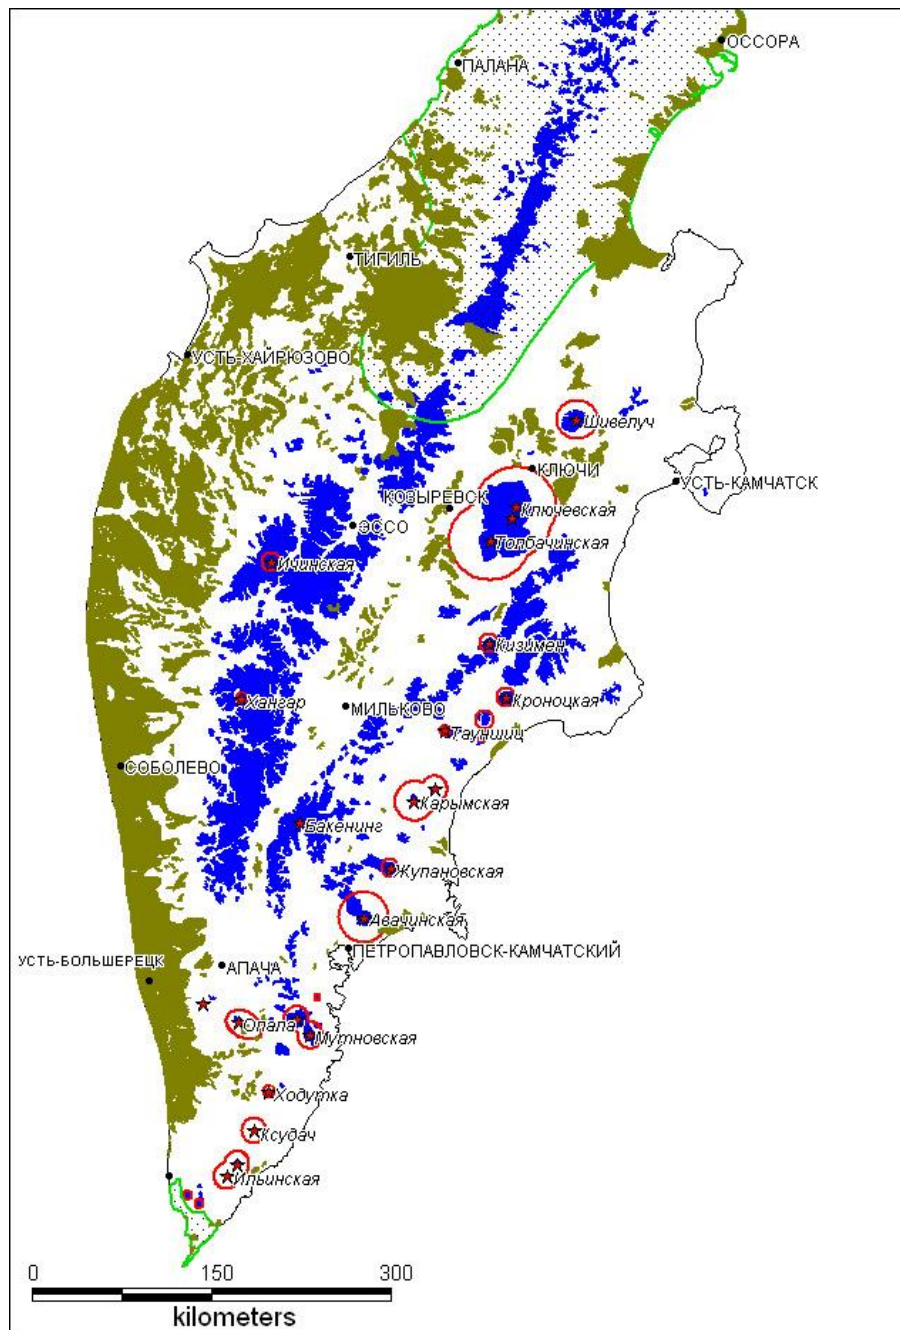 ОССОРА
ПАЛАНА
ТИГИЛЬ
УСТЬ-ХАЙРЮЗОВО
Шивелуч
КЛЮЧИ
УСТЬ-КАМЧАТСК
КОЗЫРЕВСК
Ключевская
ЭССО
Толбачинская
Ичинская
Кизимен
Хангар
Кроноцкая
МИЛЬКОВО
Тауншиц
СОБОЛЕВО
Карымская
Бакенинг
Жупановская
Авачинская
ПЕТРОПАВЛОВСК-КАМЧАТСКИЙ
УСТЬ-БОЛЬШЕРЕЦК
АПАЧА
Опала
Мутновская
Ходутка
Ксудач
Ильинская
0 150 300
kilometers